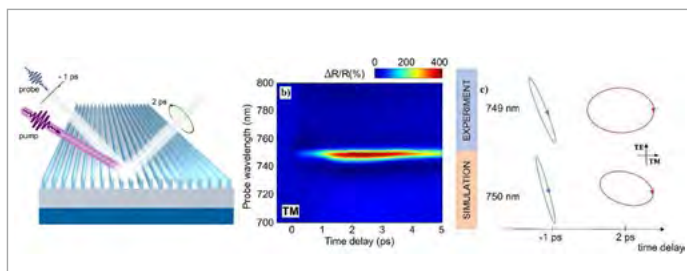 probe
~ 1 ps
pump
2 ps
ΔR/R(%)
0 200 400
b)
800
780
760
740
720
700
Probe wavelength (nm)
TM
0 1 2 3 4 5
Time delay (ps)
EXPERIMENT
SIMULATION
c)
749 nm
TE
TM
750 nm
-1 ps
2 ps
time delay